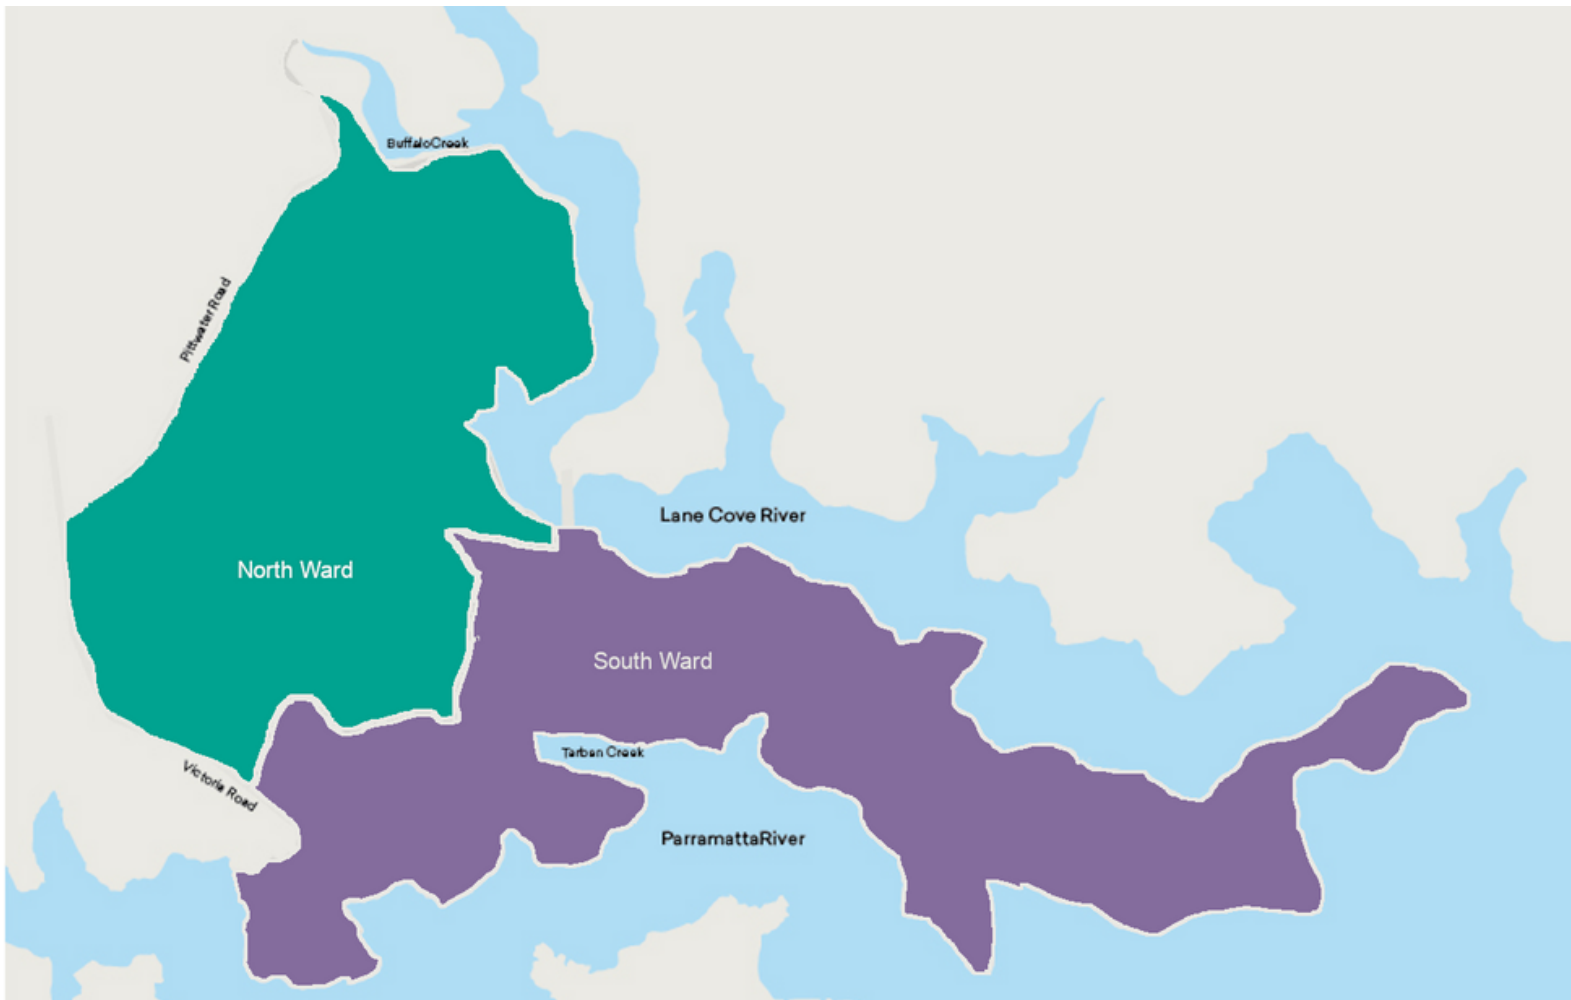 BuffaloCreek
Pittwater Road
Lane Cove River
North Ward
South Ward
Tarban Creek
Victoria Road
ParramattaRiver